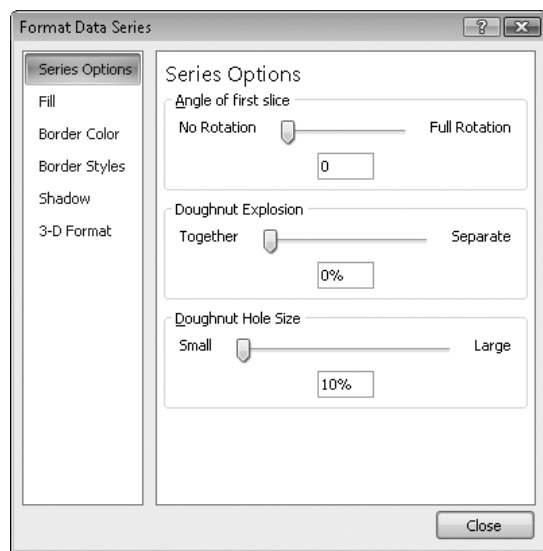 Format Data Series
?
X
Series Options
Fill
Border Color
Border Styles
Shadow
3-D Format
Series Options
Angle of first slice
No Rotation Full Rotation
0
Doughnut Explosion
Together Separate
0%
Doughnut Hole Size
Small Large
10%
Close